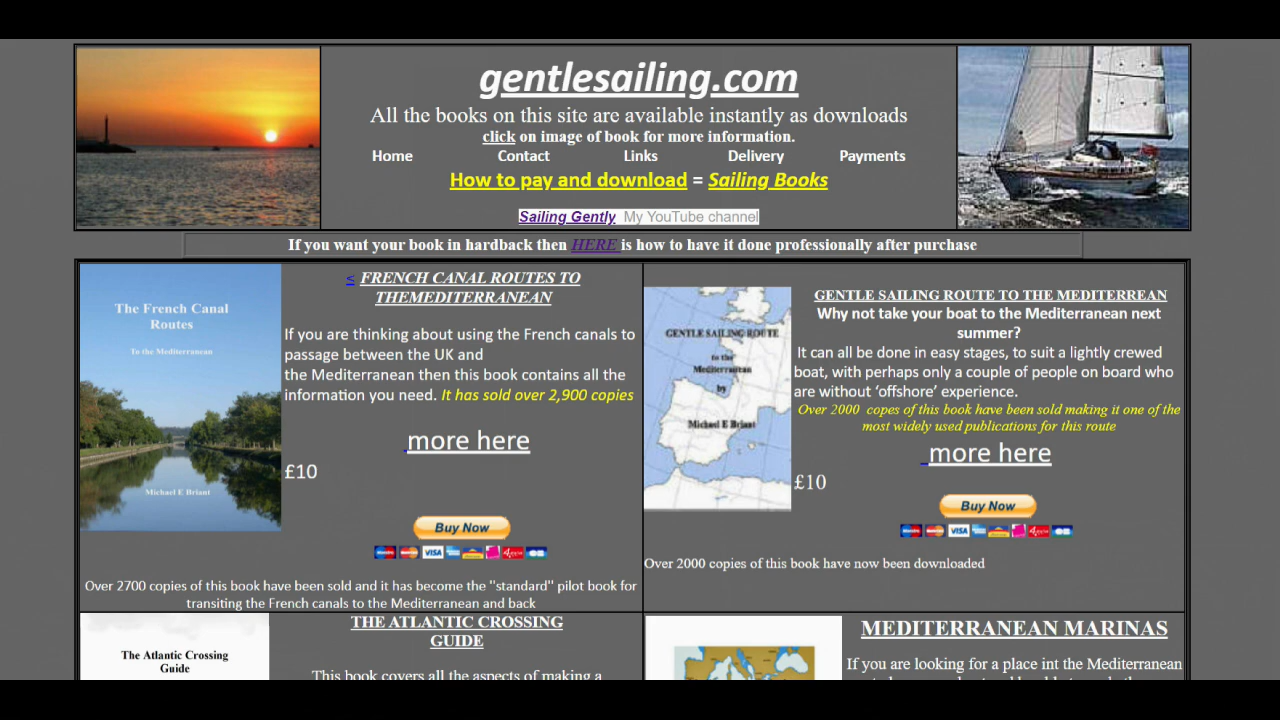 gentlesailing.com
All the books on this site are available instantly as downloads
click on image of book for more information.
Home Contact Links Delivery Payments
How to pay and download = Sailing Books
Sailing Gently My YouTube channel
If you want your book in hardback then HERE is how to have it done professionally after purchase
The French Canal
Routes
To the Mediterranean
Michael E Briant
< FRENCH CANAL ROUTES TO
THEMEDITERRANEAN
If you are thinking about using the French canals to
passage between the UK and
the Mediterranean then this book contains all the
information you need. It has sold over 2,900 copies
more here
£10
Buy Now
VISA
Over 2700 copies of this book have been sold and it has become the "standard" pilot book for
transiting the French canals to the Mediterranean and back
GENTLE SAILING ROUTE
to the
Mediterranean
by
Michael E Briant
GENTLE SAILING ROUTE TO THE MEDITERREAN
Why not take your boat to the Mediterranean next
summer?
It can all be done in easy stages, to suit a lightly crewed
boat, with perhaps only a couple of people on board who
are without ‘offshore’ experience.
Over 2000 copes of this book have been sold making it one of the
most widely used publications for this route
more here
£10
Buy Now
VISA
Over 2000 copies of this book have now been downloaded
The Atlantic Crossing
Guide
THE ATLANTIC CROSSING
GUIDE
This book covers all the aspects of making a
MEDITERRANEAN MARINAS
If you are looking for a place int the Mediterranean